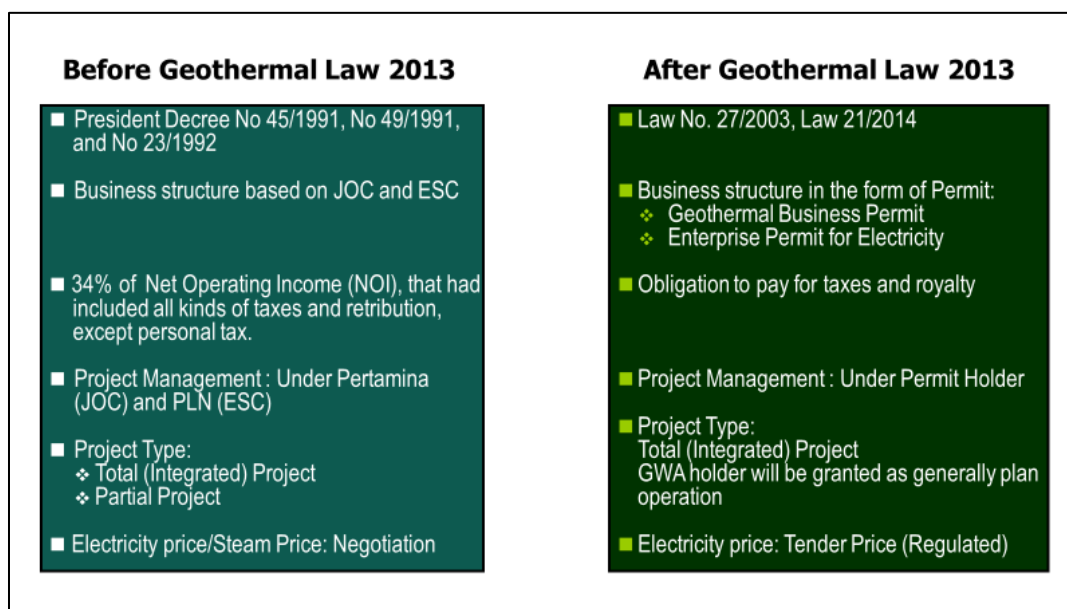 Before Geothermal Law 2013
■ President Decree No 45/1991, No 49/1991,
and No 23/1992
■ Business structure based on JOC and ESC
■ 34% of Net Operating Income (NOI), that had
included all kinds of taxes and retribution,
except personal tax.
■ Project Management : Under Pertamina
(JOC) and PLN (ESC)
■ Project Type:
❖ Total (Integrated) Project
❖ Partial Project
■ Electricity price/Steam Price: Negotiation
After Geothermal Law 2013
■ Law No. 27/2003, Law 21/2014
■ Business structure in the form of Permit:
❖ Geothermal Business Permit
❖ Enterprise Permit for Electricity
■ Obligation to pay for taxes and royalty
■ Project Management : Under Permit Holder
■ Project Type:
Total (Integrated) Project
GWA holder will be granted as generally plan
operation
■ Electricity price: Tender Price (Regulated)